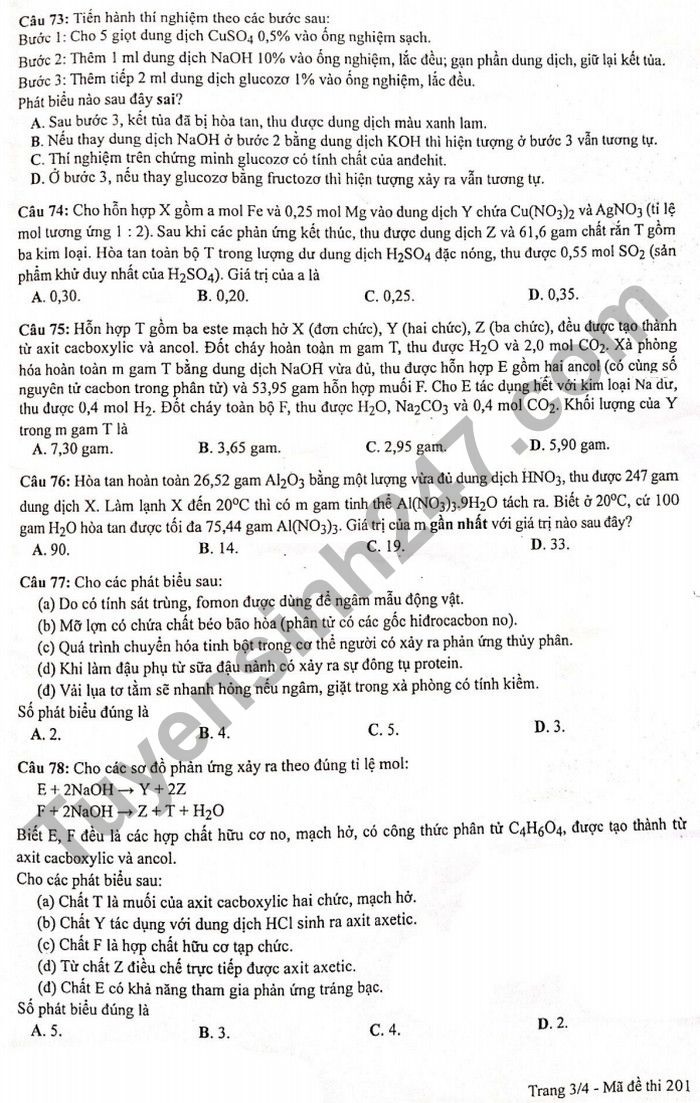 Câu 73: Tiến hành thí nghiệm theo các bước sau:
Bước 1: Cho 5 giọt dung dịch CuSO₄ 0,5% vào ống nghiệm sạch.
Bước 2: Thêm 1 ml dung dịch NaOH 10% vào ống nghiệm, lắc đều; gạn phần dung dịch, giữ lại kết tủa.
Bước 3: Thêm tiếp 2 ml dung dịch glucozơ 1% vào ống nghiệm, lắc đều.
Phát biểu nào sau đây sai?
A. Sau bước 3, kết tủa đã bị hòa tan, thu được dung dịch màu xanh lam.
B. Nếu thay dung dịch NaOH ở bước 2 bằng dung dịch KOH thì hiện tượng ở bước 3 vẫn tương tự.
C. Thí nghiệm trên chứng minh glucozơ có tính chất của anđehit.
D. Ở bước 3, nếu thay glucozơ bằng fructozơ thì hiện tượng xảy ra vẫn tương tự.
Câu 74: Cho hỗn hợp X gồm a mol Fe và 0,25 mol Mg vào dung dịch Y chứa Cu(NO₃)₂ và AgNO₃ (tỉ lệ
mol tương ứng 1 : 2). Sau khi các phản ứng kết thúc, thu được dung dịch Z và 61,6 gam chất rắn T gồm
ba kim loại. Hòa tan toàn bộ T trong lượng dư dung dịch H₂SO₄ đặc nóng, thu được 0,55 mol SO₂ (sản
phẩm khử duy nhất của H₂SO₄). Giá trị của a là
A. 0,30. B. 0,20. C. 0,25. D. 0,35.
Câu 75: Hỗn hợp T gồm ba este mạch hở X (đơn chức), Y (hai chức), Z (ba chức), đều được tạo thành
từ axit cacboxylic và ancol. Đốt cháy hoàn toàn m gam T, thu được H₂O và 2,0 mol CO₂. Xà phòng
hóa hoàn toàn m gam T bằng dung dịch NaOH vừa đủ, thu được hỗn hợp E gồm hai ancol (có cùng số
nguyên tử cacbon trong phân tử) và 53,95 gam hỗn hợp muối F. Cho E tác dụng hết với kim loại Na dư,
thu được 0,4 mol H₂. Đốt cháy toàn bộ F, thu được H₂O, Na₂CO₃ và 0,4 mol CO₂. Khối lượng của Y
trong m gam T là
A. 7,30 gam. B. 3,65 gam. C. 2,95 gam. D. 5,90 gam.
Câu 76: Hòa tan hoàn toàn 26,52 gam Al₂O₃ bằng một lượng vừa đủ dung dịch HNO₃, thu được 247 gam
dung dịch X. Làm lạnh X đến 20⁰C thì có m gam tinh thể Al(NO₃)₃.9H₂O tách ra. Biết ở 20⁰C, cứ 100
gam H₂O hòa tan được tối đa 75,44 gam Al(NO₃)₃. Giá trị của m gần nhất với giá trị nào sau đây?
A. 90. B. 14. C. 19. D. 33.
Câu 77: Cho các phát biểu sau:
(a) Do có tính sát trùng, fomon được dùng để ngâm mẫu động vật.
(b) Mỡ lợn có chứa chất béo bão hòa (phân tử có các gốc hiđrocacbon no).
(c) Quá trình chuyển hóa tinh bột trong cơ thể người có xảy ra phản ứng thủy phân.
(d) Khi làm đậu phụ từ sữa đậu nành có xảy ra sự đông tụ protein.
(đ) Vải lụa tơ tằm sẽ nhanh hỏng nếu ngâm, giặt trong xà phòng có tính kiềm.
Số phát biểu đúng là
A. 2. B. 4. C. 5. D. 3.
Câu 78: Cho các sơ đồ phản ứng xảy ra theo đúng tỉ lệ mol:
E + 2NaOH → Y + 2Z
F + 2NaOH → Z + T + H₂O
Biết E, F đều là các hợp chất hữu cơ no, mạch hở, có công thức phân tử C₄H₆O₄, được tạo thành từ
axit cacboxylic và ancol.
Cho các phát biểu sau:
(a) Chất T là muối của axit cacboxylic hai chức, mạch hở.
(b) Chất Y tác dụng với dung dịch HCl sinh ra axit axetic.
(c) Chất F là hợp chất hữu cơ tạp chức.
(d) Từ chất Z điều chế trực tiếp được axit axetic.
(đ) Chất E có khả năng tham gia phản ứng tráng bạc.
Số phát biểu đúng là
A. 5. B. 3. C. 4. D. 2.
Trang 3/4 - Mã đề thi 201
Tuyensinh247.com